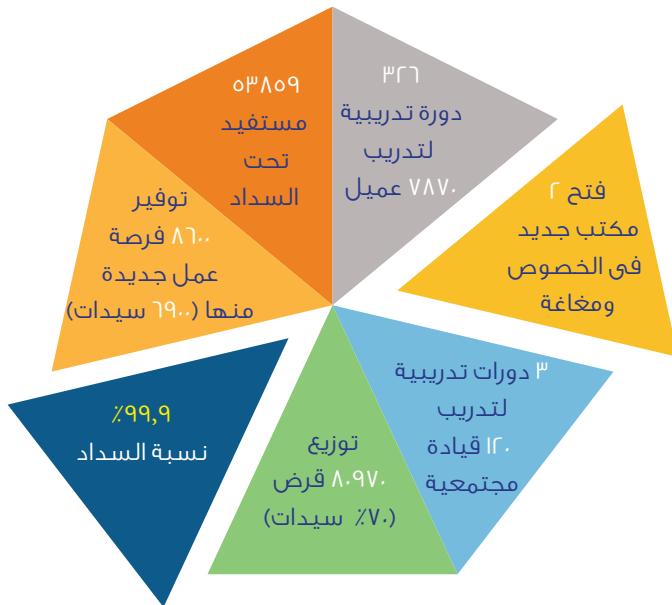 ٣٢٦
دورة تدريبية
لتدريب
٧٨٧٠ عميل
فتح ٢
مكتب جديد
فى الخصوص
ومغاغة
٣ دورات تدريبية
لتدريب
١٢٠ قيادة
مجتمعية
توزيع
٨٠٩٧٠ قرض
(٧٠٪ سيدات)
٩٩,٩٪
نسبة السداد
توفير
٨٦٠٠ فرصة
عمل جديدة
منها (٦٩٠٠ سيدات)
٥٣٨٥٩
مستفيد
تحت
السداد